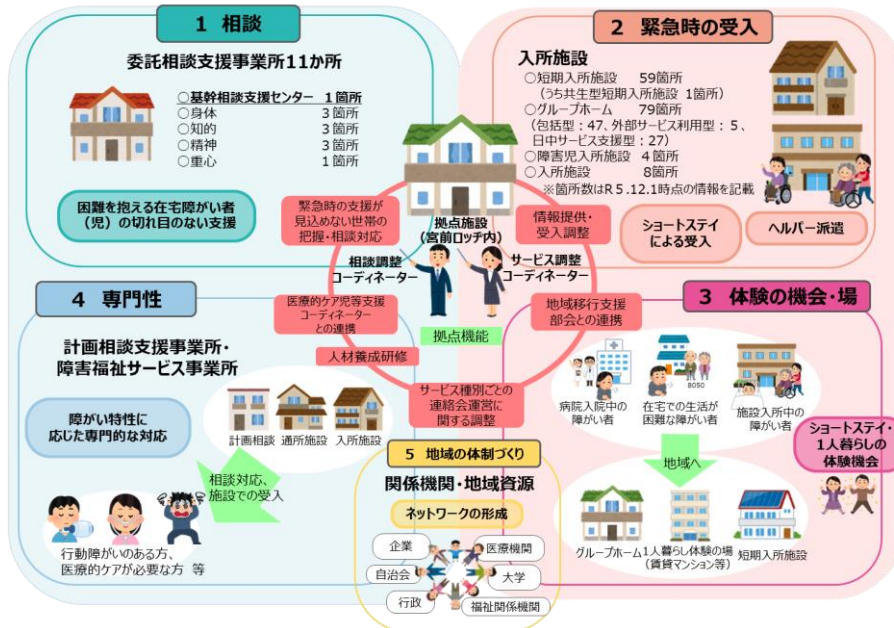 1 相談
委託相談支援事業所11か所
○基幹相談支援センター 1箇所
○身体 3箇所
○知的 3箇所
○精神 3箇所
○重心 1箇所
困難を抱える在宅障がい者
（児）の切れ目のない支援
2 緊急時の受入
入所施設
○短期入所施設 59箇所
（うち共生型短期入所施設 1箇所）
○グループホーム 79箇所
（包括型：47、外部サービス利用型：5、
日中サービス支援型：27）
○障害児入所施設 4箇所
○入所施設 8箇所
※箇所数はR５.12.1時点の情報を記載
ショートステイ
による受入
ヘルパー派遣
緊急時の支援が
見込めない世帯の
把握・相談対応
拠点施設
（宮前ロッヂ内）
情報提供・
受入調整
相談調整
コーディネーター
サービス調整
コーディネーター
医療的ケア児等支援
コーディネーター
との連携
拠点機能
地域移行支援
部会との連携
人材養成研修
サービス種別ごとの
連絡会運営に
関する調整
4 専門性
計画相談支援事業所・
障害福祉サービス事業所
障がい特性に
応じた専門的な対応
計画相談
通所施設
入所施設
相談対応、
施設での受入
行動障がいのある方、
医療的ケアが必要な方 等
3 体験の機会・場
8050
病院入院中の
障がい者
在宅での生活が
困難な障がい者
施設入所中の
障がい者
ショートステイ・
1人暮らしの
体験機会
地域へ
グループホーム
1人暮らし体験の場
（賃貸マンション等）
短期入所施設
5 地域の体制づくり
関係機関・地域資源
ネットワークの形成
企業
医療機関
自治会
大学
行政
福祉関係機関